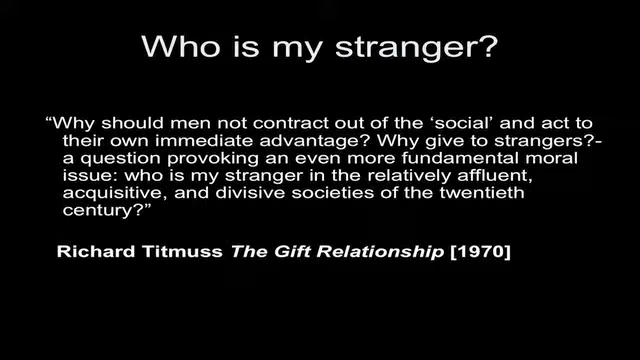 Who is my stranger?
“Why should men not contract out of the ‘social’ and act to
their own immediate advantage? Why give to strangers?-
a question provoking an even more fundamental moral
issue: who is my stranger in the relatively affluent,
acquisitive, and divisive societies of the twentieth
century?”
Richard Titmuss The Gift Relationship [1970]